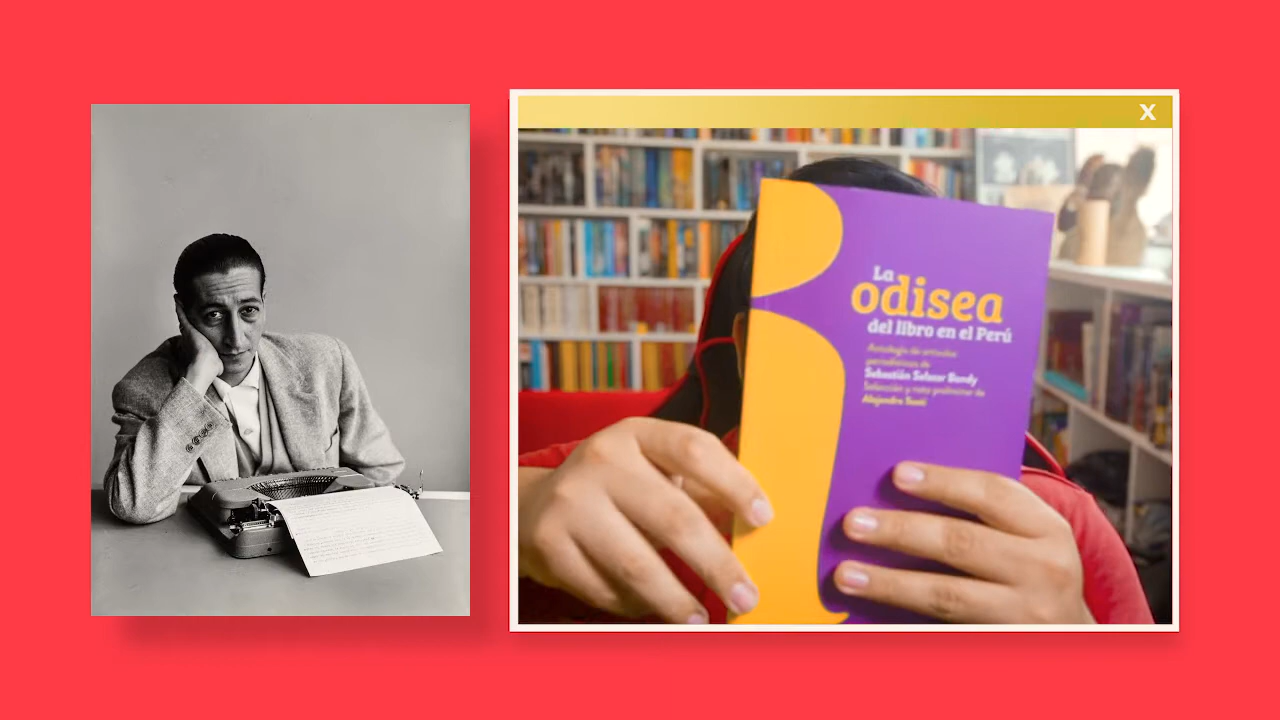 X
La
odisea
del libro en el Perú
Antología de artículos
periodísticos de
Sebastián Salazar Bondy
Selección y nota preliminar de
Alejandro Susti